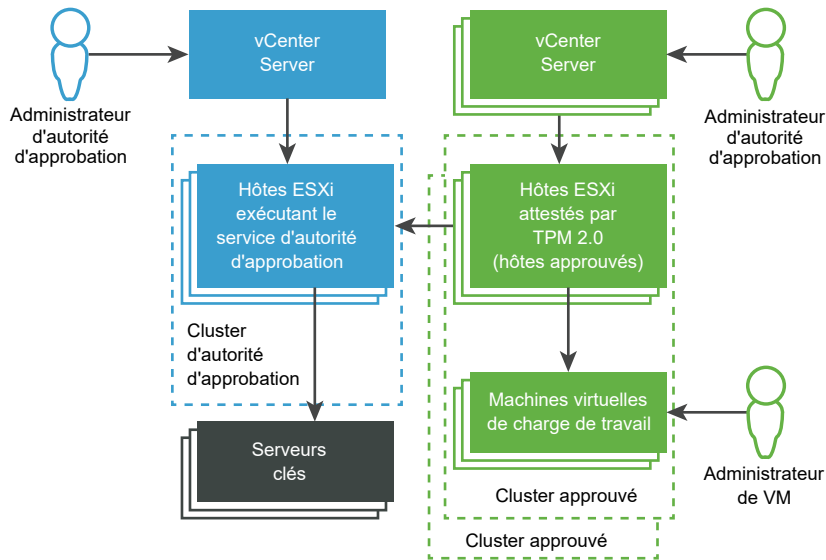 vCenter
Server
vCenter
Server
Administrateur
d'autorité
d'approbation
Administrateur
d'autorité
d'approbation
Hôtes ESXi
exécutant le
service d'autorité
d'approbation
Hôtes ESXi
attestés par
TPM 2.0
(hôtes approuvés)
Cluster
d'autorité
d'approbation
Machines virtuelles
de charge de travail
Serveurs
clés
Administrateur
de VM
Cluster approuvé
Cluster approuvé